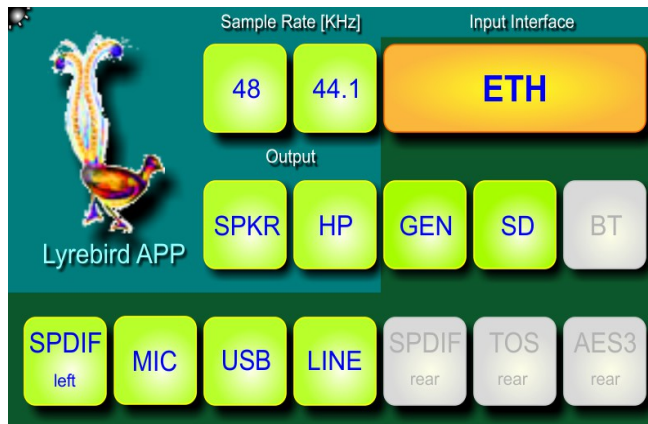 Sample Rate [KHz]
Input Interface
48
44.1
ETH
Output
SPKR
HP
GEN
SD
BT
Lyrebird APP
SPDIF
left
MIC
USB
LINE
SPDIF
rear
TOS
rear
AES3
rear